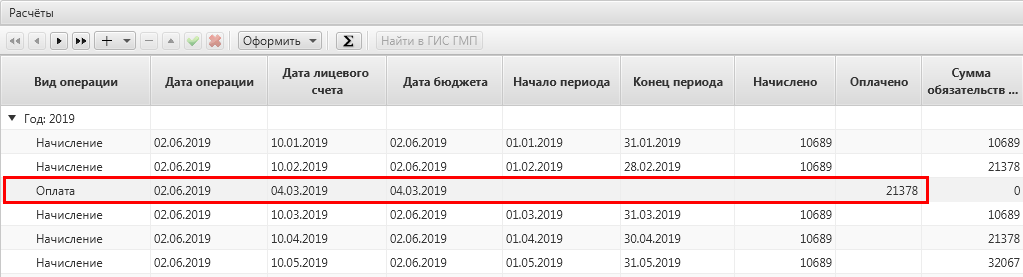 Расчёты
Оформить Σ Найти в ГИС ГМП
Вид операции Дата операции Дата лицевого счета Дата бюджета Начало периода Конец периода Начислено Оплачено Сумма обязательств ...
Год: 2019
Начисление 02.06.2019 10.01.2019 02.06.2019 01.01.2019 31.01.2019 10689 10689
Начисление 02.06.2019 10.02.2019 02.06.2019 01.02.2019 28.02.2019 10689 21378
Оплата 02.06.2019 04.03.2019 04.03.2019 21378 0
Начисление 02.06.2019 10.03.2019 02.06.2019 01.03.2019 31.03.2019 10689 10689
Начисление 02.06.2019 10.04.2019 02.06.2019 01.04.2019 30.04.2019 10689 21378
Начисление 02.06.2019 10.05.2019 02.06.2019 01.05.2019 31.05.2019 10689 32067